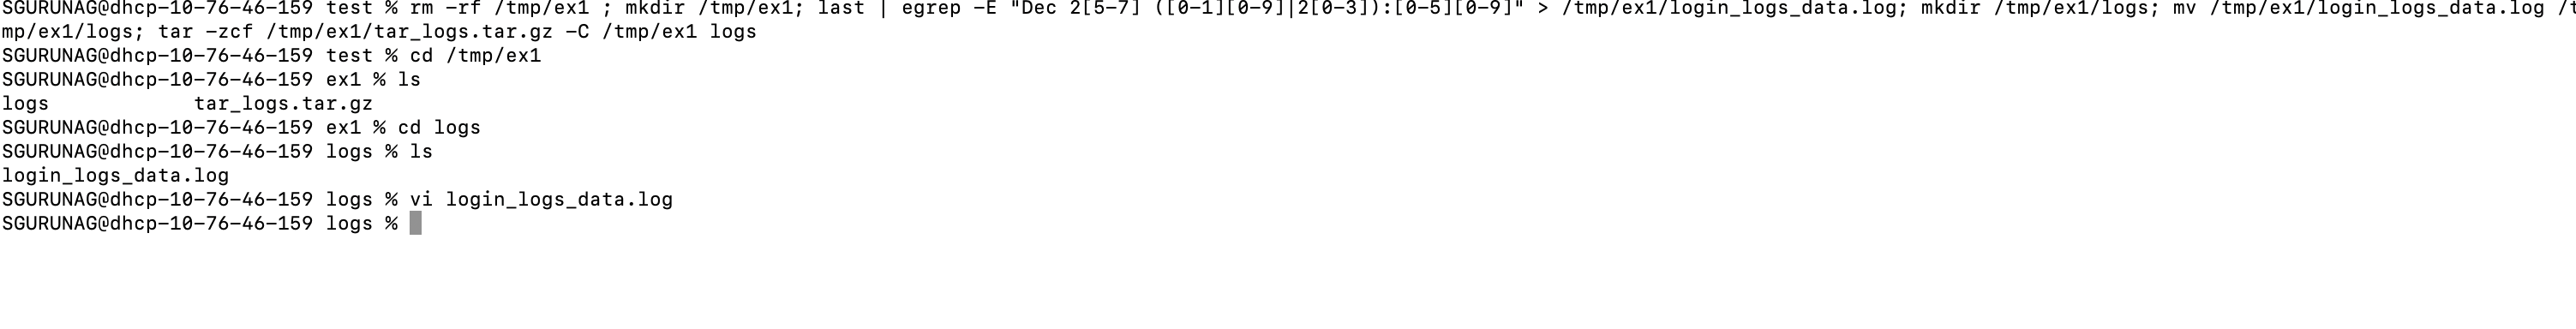 SGURUNAG@dhcp-10-76-46-159 test % rm -rf /tmp/ex1 ; mkdir /tmp/ex1; last | egrep -E "Dec 2[5-7] ([0-1][0-9]|2[0-3]):[0-5][0-9]" > /tmp/ex1/login_logs_data.log; mkdir /tmp/ex1/logs; mv /tmp/ex1/login_logs_data.log /t
mp/ex1/logs; tar -zcf /tmp/ex1/tar_logs.tar.gz -C /tmp/ex1 logs
SGURUNAG@dhcp-10-76-46-159 test % cd /tmp/ex1
SGURUNAG@dhcp-10-76-46-159 ex1 % ls
logs            tar_logs.tar.gz
SGURUNAG@dhcp-10-76-46-159 ex1 % cd logs
SGURUNAG@dhcp-10-76-46-159 logs % ls
login_logs_data.log
SGURUNAG@dhcp-10-76-46-159 logs % vi login_logs_data.log
SGURUNAG@dhcp-10-76-46-159 logs %